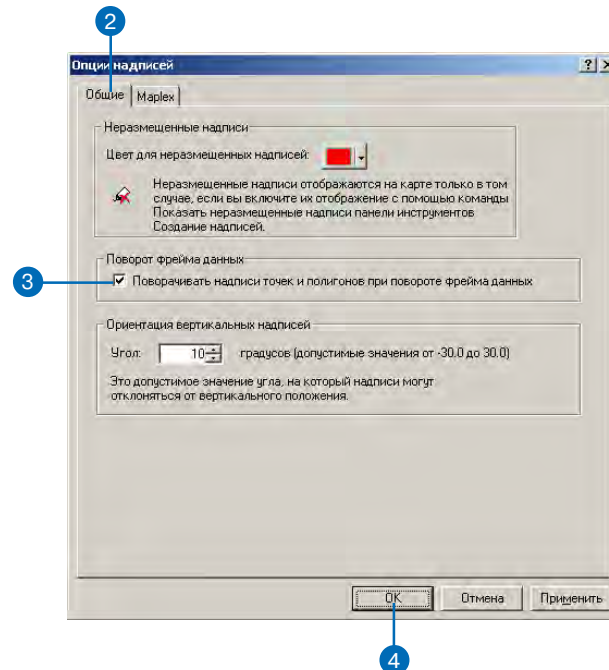 2
Опции надписей
Общие
Maplex
Неразмещенные надписи
Цвет для неразмещенных надписей:
Неразмещенные надписи отображаются на карте только в том
случае, если вы включите их отображение с помощью команды
Показать неразмещенные надписи панели инструментов
Создание надписей.
Поворот фрейма данных
3
Поворачивать надписи точек и полигонов при повороте фрейма данных
Ориентация вертикальных надписей
Угол: 10 градусов (допустимые значения от -30.0 до 30.0)
Это допустимое значение угла, на который надписи могут
отклоняться от вертикального положения.
OK
Отмена
Применить
4